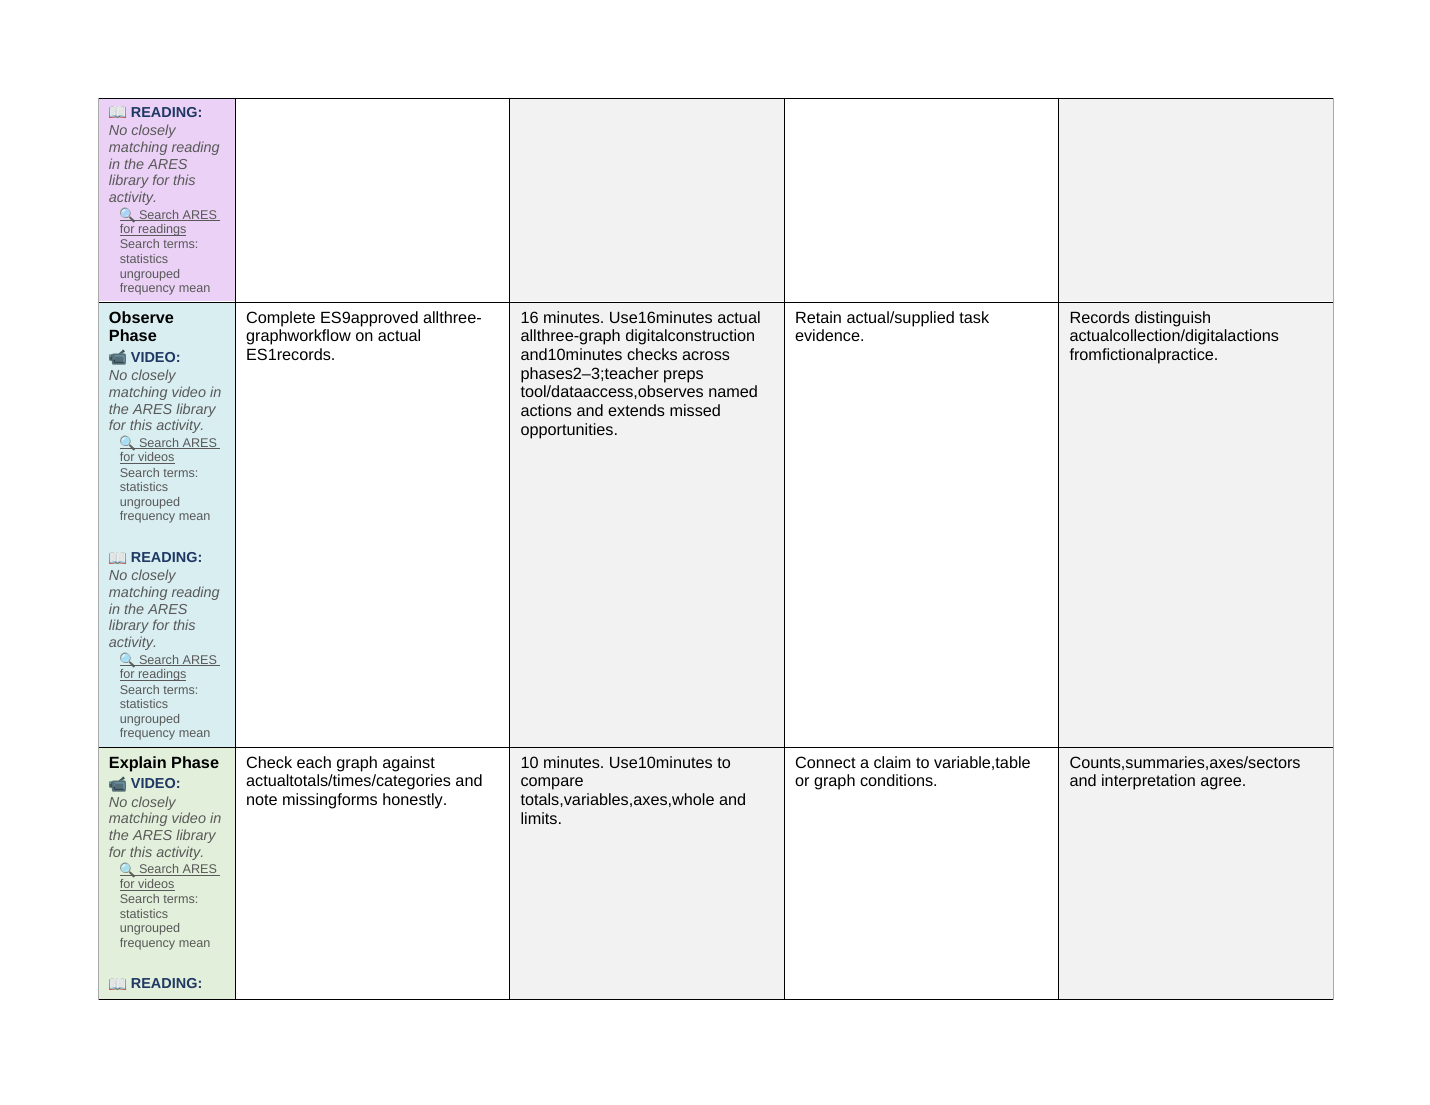 📖 READING:
No closely
matching reading
in the ARES
library for this
activity.
🔍 Search ARES
for readings
Search terms:
statistics
ungrouped
frequency mean
Observe
Phase
📹 VIDEO:
No closely
matching video in
the ARES library
for this activity.
🔍 Search ARES
for videos
Search terms:
statistics
ungrouped
frequency mean
📖 READING:
No closely
matching reading
in the ARES
library for this
activity.
🔍 Search ARES
for readings
Search terms:
statistics
ungrouped
frequency mean
Complete ES9approved allthree-
graphworkflow on actual
ES1records.
16 minutes. Use16minutes actual
allthree-graph digitalconstruction
and10minutes checks across
phases2–3;teacher preps
tool/dataaccess,observes named
actions and extends missed
opportunities.
Retain actual/supplied task
evidence.
Records distinguish
actualcollection/digitalactions
fromfictionalpractice.
Explain Phase
📹 VIDEO:
No closely
matching video in
the ARES library
for this activity.
🔍 Search ARES
for videos
Search terms:
statistics
ungrouped
frequency mean
📖 READING:
Check each graph against
actualtotals/times/categories and
note missingforms honestly.
10 minutes. Use10minutes to
compare
totals,variables,axes,whole and
limits.
Connect a claim to variable,table
or graph conditions.
Counts,summaries,axes/sectors
and interpretation agree.